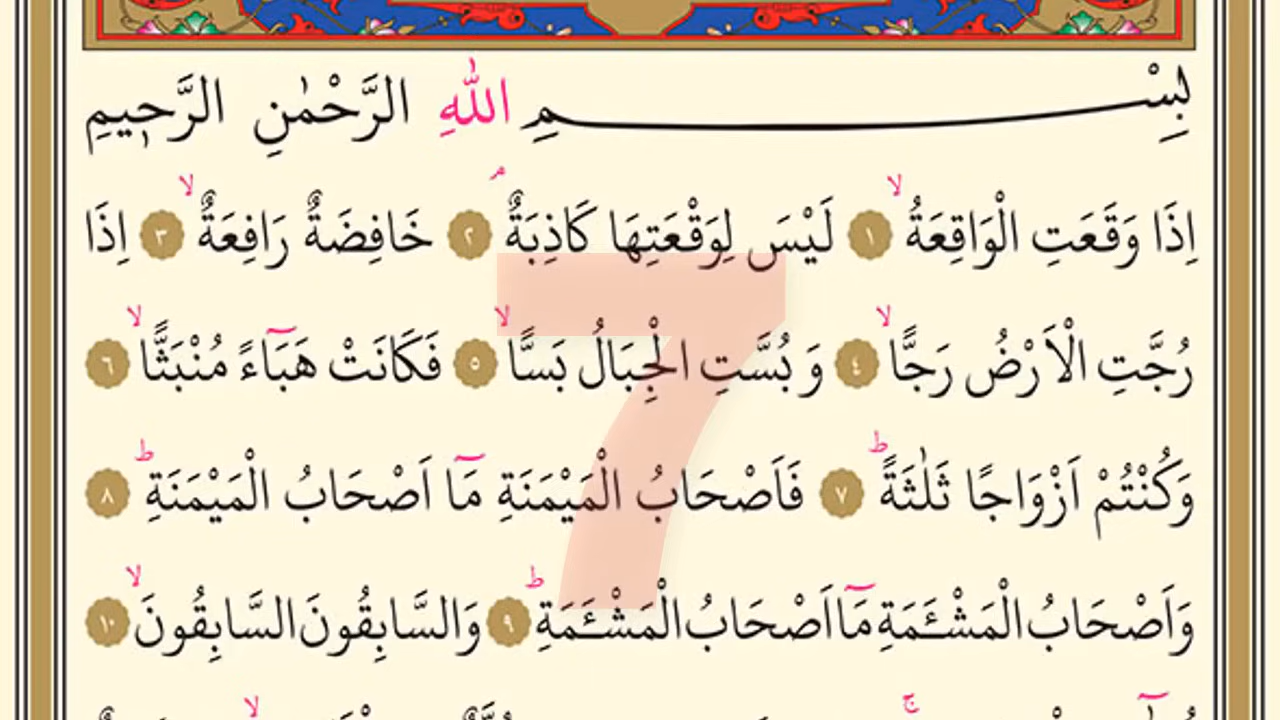 بِسْمِ اللّٰهِ الرَّحْمٰنِ الرَّحٖيمِ
اِذَا وَقَعَتِ الْوَاقِعَةُۙ ١ لَيْسَ لِوَقْعَتِهَا كَاذِبَةٌۢ ٢ خَافِضَةٌ رَافِعَةٌۙ ٣ اِذَا
رُجَّتِ الْاَرْضُ رَجًّاۙ ٤ وَبُسَّتِ الْجِبَالُ بَسًّاۙ ٥ فَكَانَتْ هَبَٓاءً مُنْبَثًّاۙ ٦
وَكُنْتُمْ اَزْوَاجًا ثَلٰثَةًؕ ٧ فَاَصْحَابُ الْمَيْمَنَةِ مَٓا اَصْحَابُ الْمَيْمَنَةِؕ ٨
وَاَصْحَابُ الْمَشْـَٔمَةِ مَٓا اَصْحَابُ الْمَشْـَٔمَةِؕ ٩ وَالسَّابِقُونَ السَّابِقُونَۙ ١٠
7